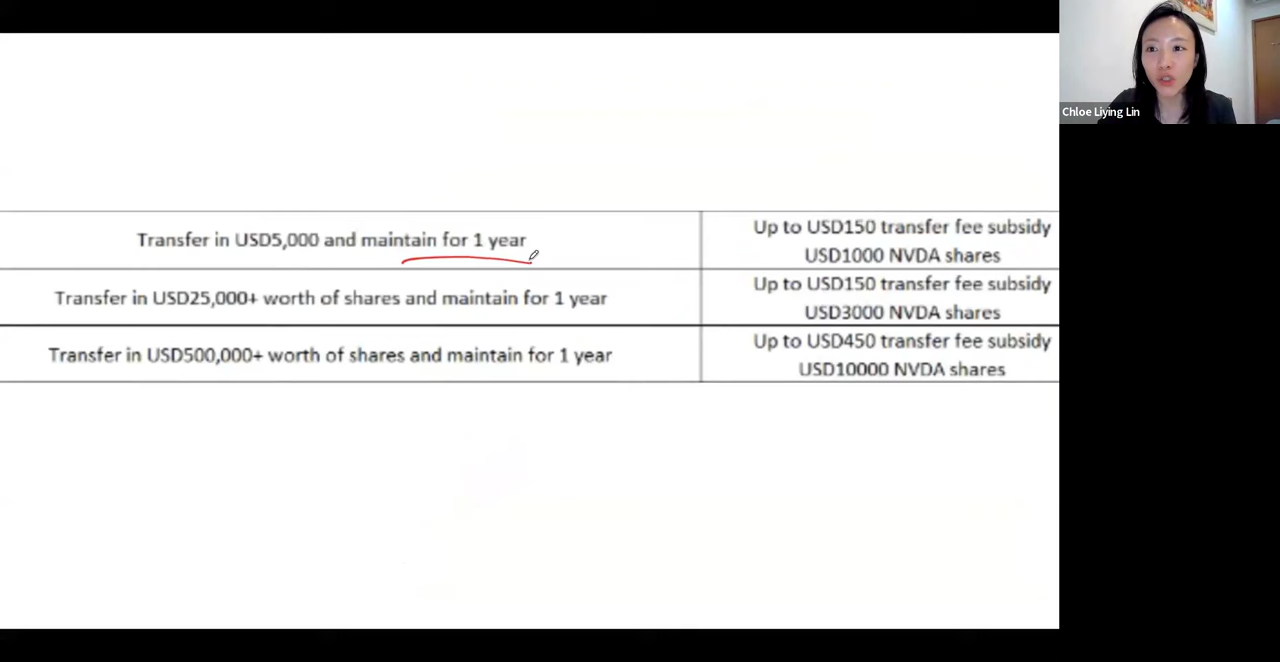 Chloe Liying Lin
Transfer in USD5,000 and maintain for 1 year
Up to USD150 transfer fee subsidy
USD1000 NVDA shares
Transfer in USD25,000+ worth of shares and maintain for 1 year
Up to USD150 transfer fee subsidy
USD3000 NVDA shares
Transfer in USD500,000+ worth of shares and maintain for 1 year
Up to USD450 transfer fee subsidy
USD10000 NVDA shares